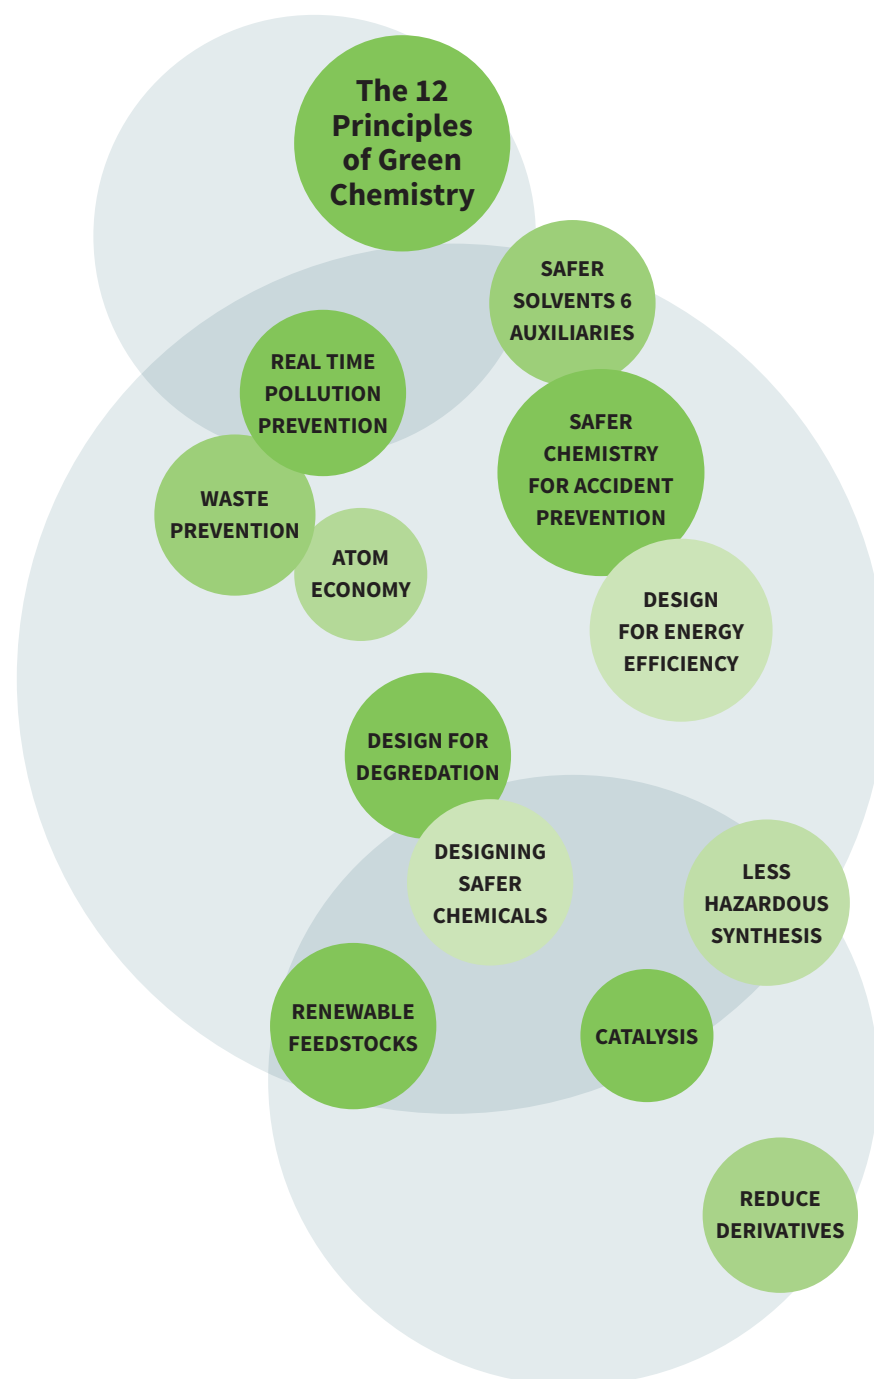 The 12
Principles
of Green
Chemistry
SAFER
SOLVENTS 6
AUXILIARIES
REAL TIME
POLLUTION
PREVENTION
SAFER
CHEMISTRY
FOR ACCIDENT
PREVENTION
WASTE
PREVENTION
ATOM
ECONOMY
DESIGN
FOR ENERGY
EFFICIENCY
DESIGN FOR
DEGREDATION
DESIGNING
SAFER
CHEMICALS
LESS
HAZARDOUS
SYNTHESIS
RENEWABLE
FEEDSTOCKS
CATALYSIS
REDUCE
DERIVATIVES